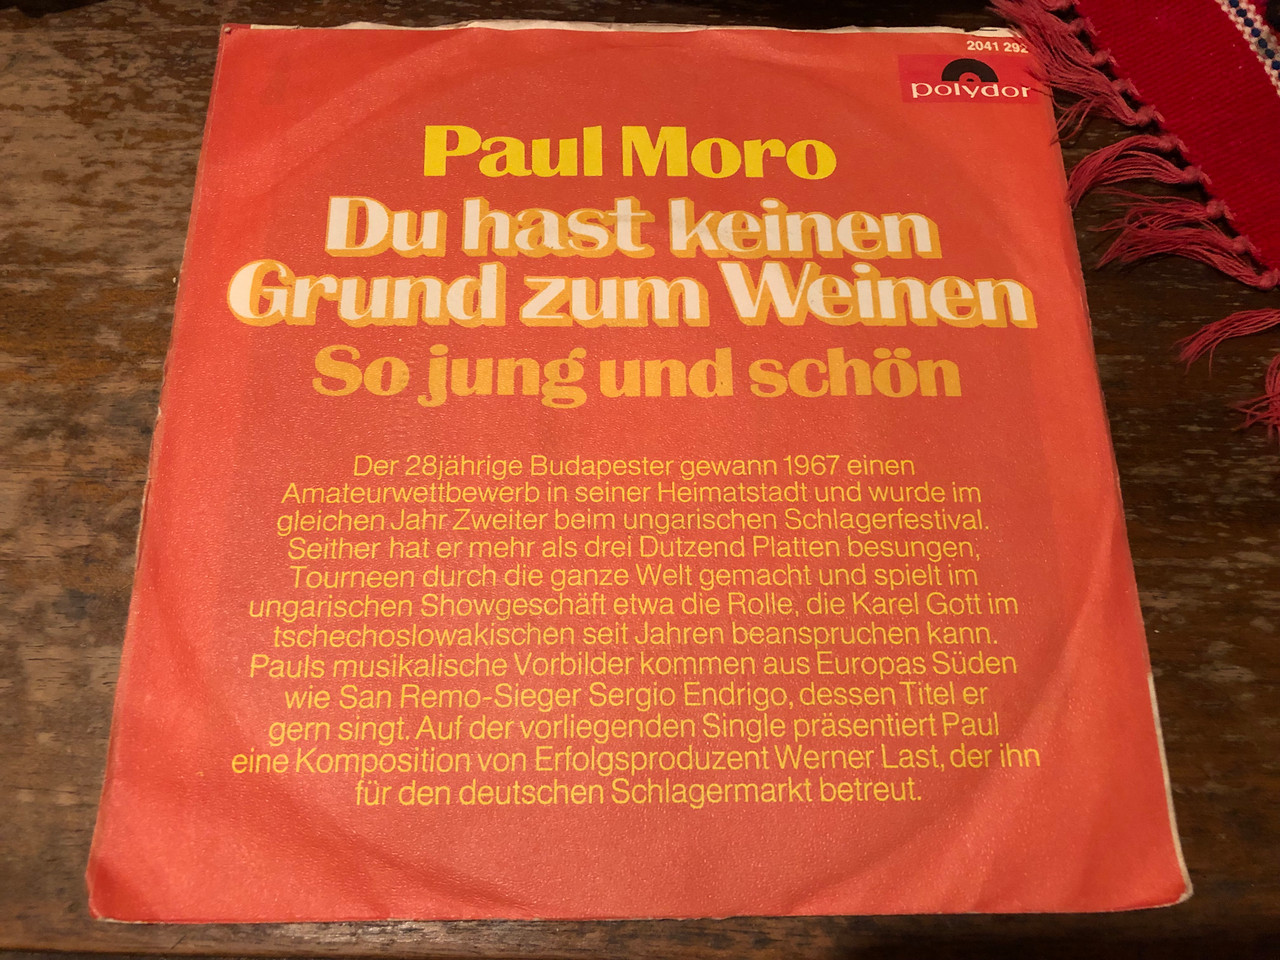 2041 292
polydor
Paul Moro
Du hast keinen
Grund zum Weinen
So jung und schön
Der 28jährige Budapester gewann 1967 einen
Amateurwettbewerb in seiner Heimatstadt und wurde im
gleichen Jahr Zweiter beim ungarischen Schlagerfestival.
Seither hat er mehr als drei Dutzend Platten besungen,
Tourneen durch die ganze Welt gemacht und spielt im
ungarischen Showgeschäft etwa die Rolle, die Karel Gott im
tschechoslowakischen seit Jahren beanspruchen kann.
Pauls musikalische Vorbilder kommen aus Europas Süden
wie San Remo-Sieger Sergio Endrigo, dessen Titel er
gern singt. Auf der vorliegenden Single präsentiert Paul
eine Komposition von Erfolgsproduzent Werner Last, der ihn
für den deutschen Schlagermarkt betreut.